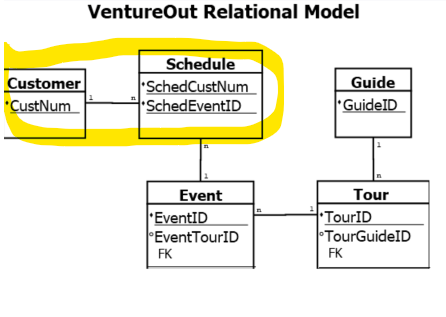 VentureOut Relational Model
Schedule
SchedCustNum
SchedEventID
Customer
CustNum
1
n
Guide
GuideID
n
1
1
n
Event
EventID
EventTourID
FK
n
1
Tour
TourID
TourGuideID
FK